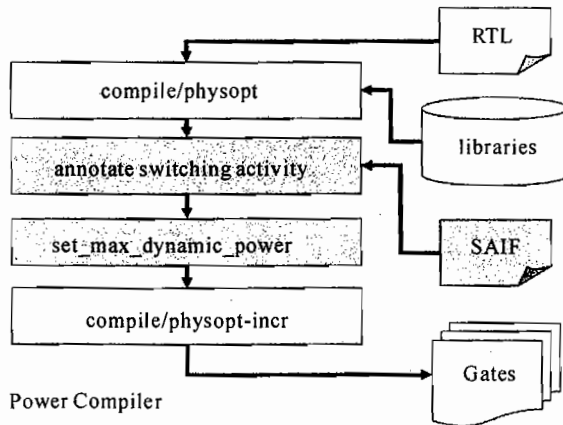 RTL
compile/physopt
libraries
annotate switching activity
set_max_dynamic_power
SAIF
compile/physopt-incr
Gates
Power Compiler